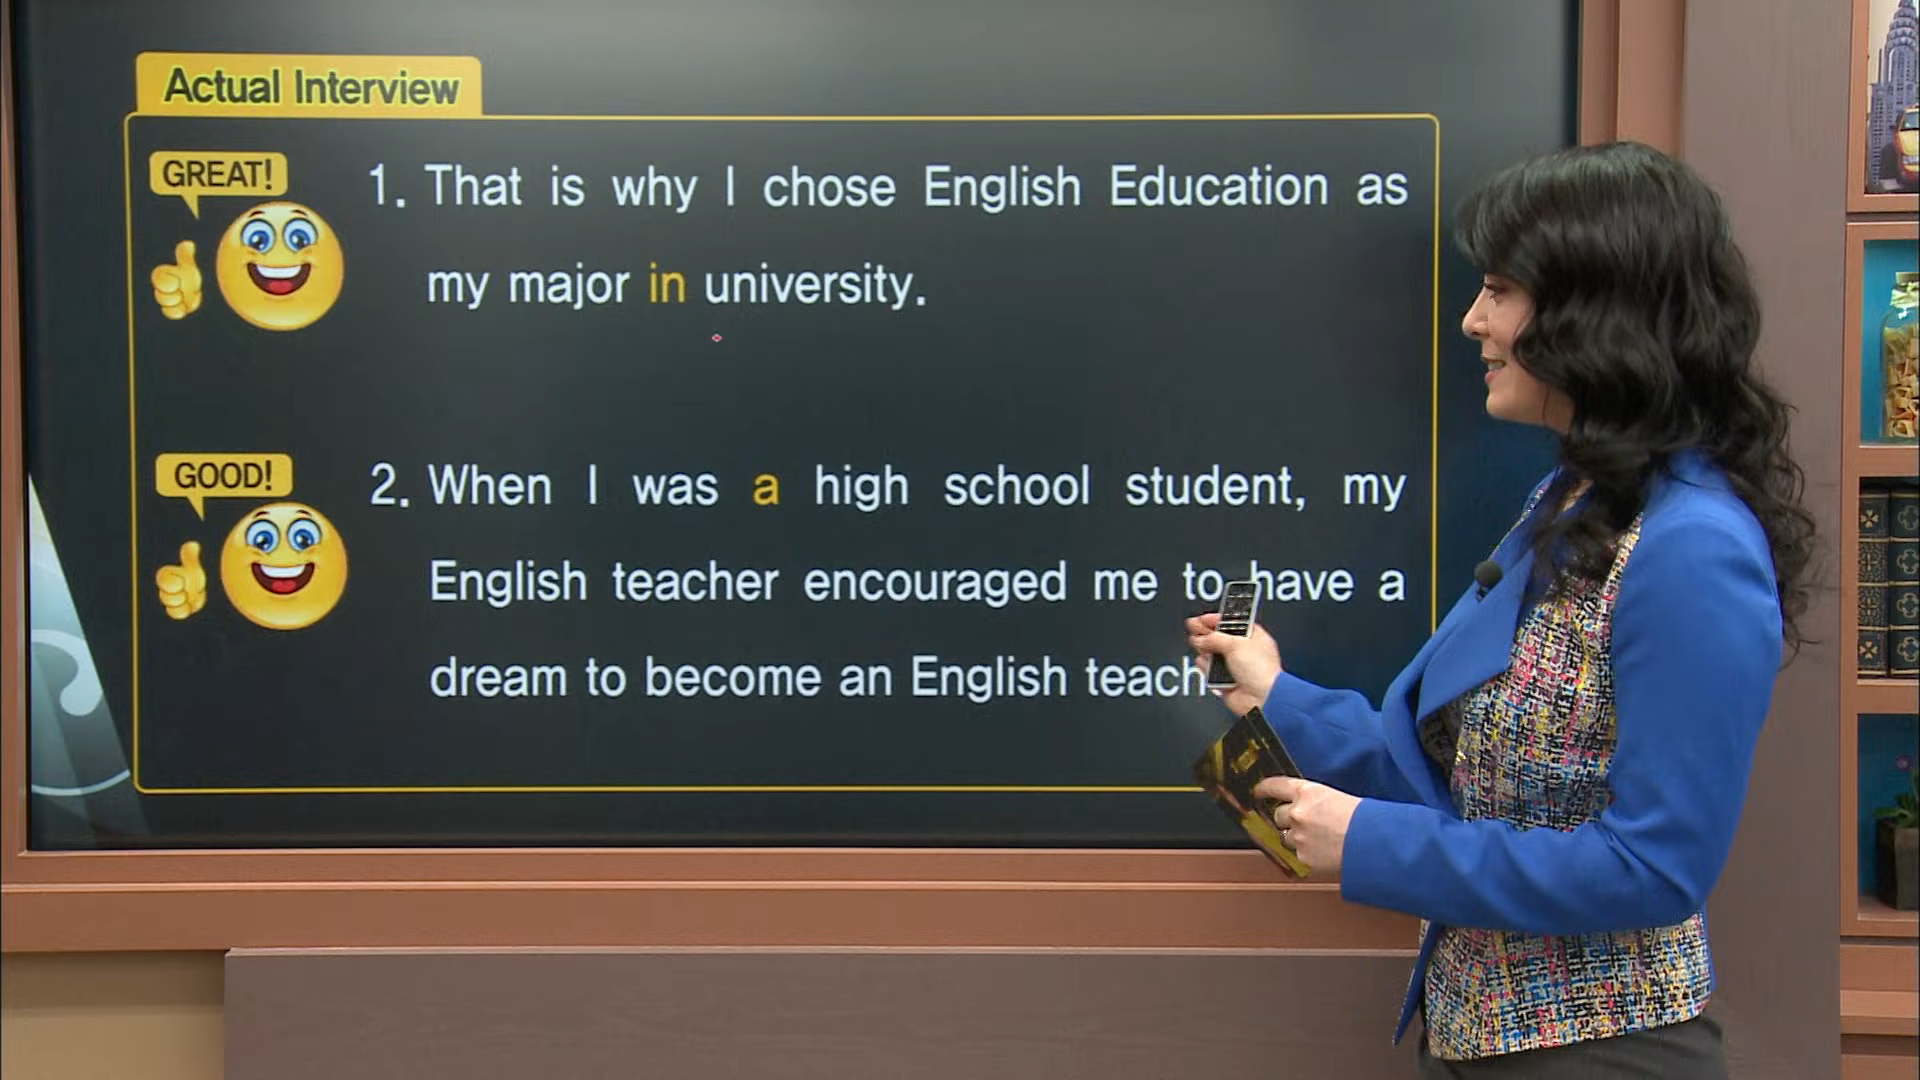 Actual Interview
GREAT!
1. That is why I chose English Education as
my major in university.
GOOD!
2. When I was a high school student, my
English teacher encouraged me to have a
dream to become an English teach